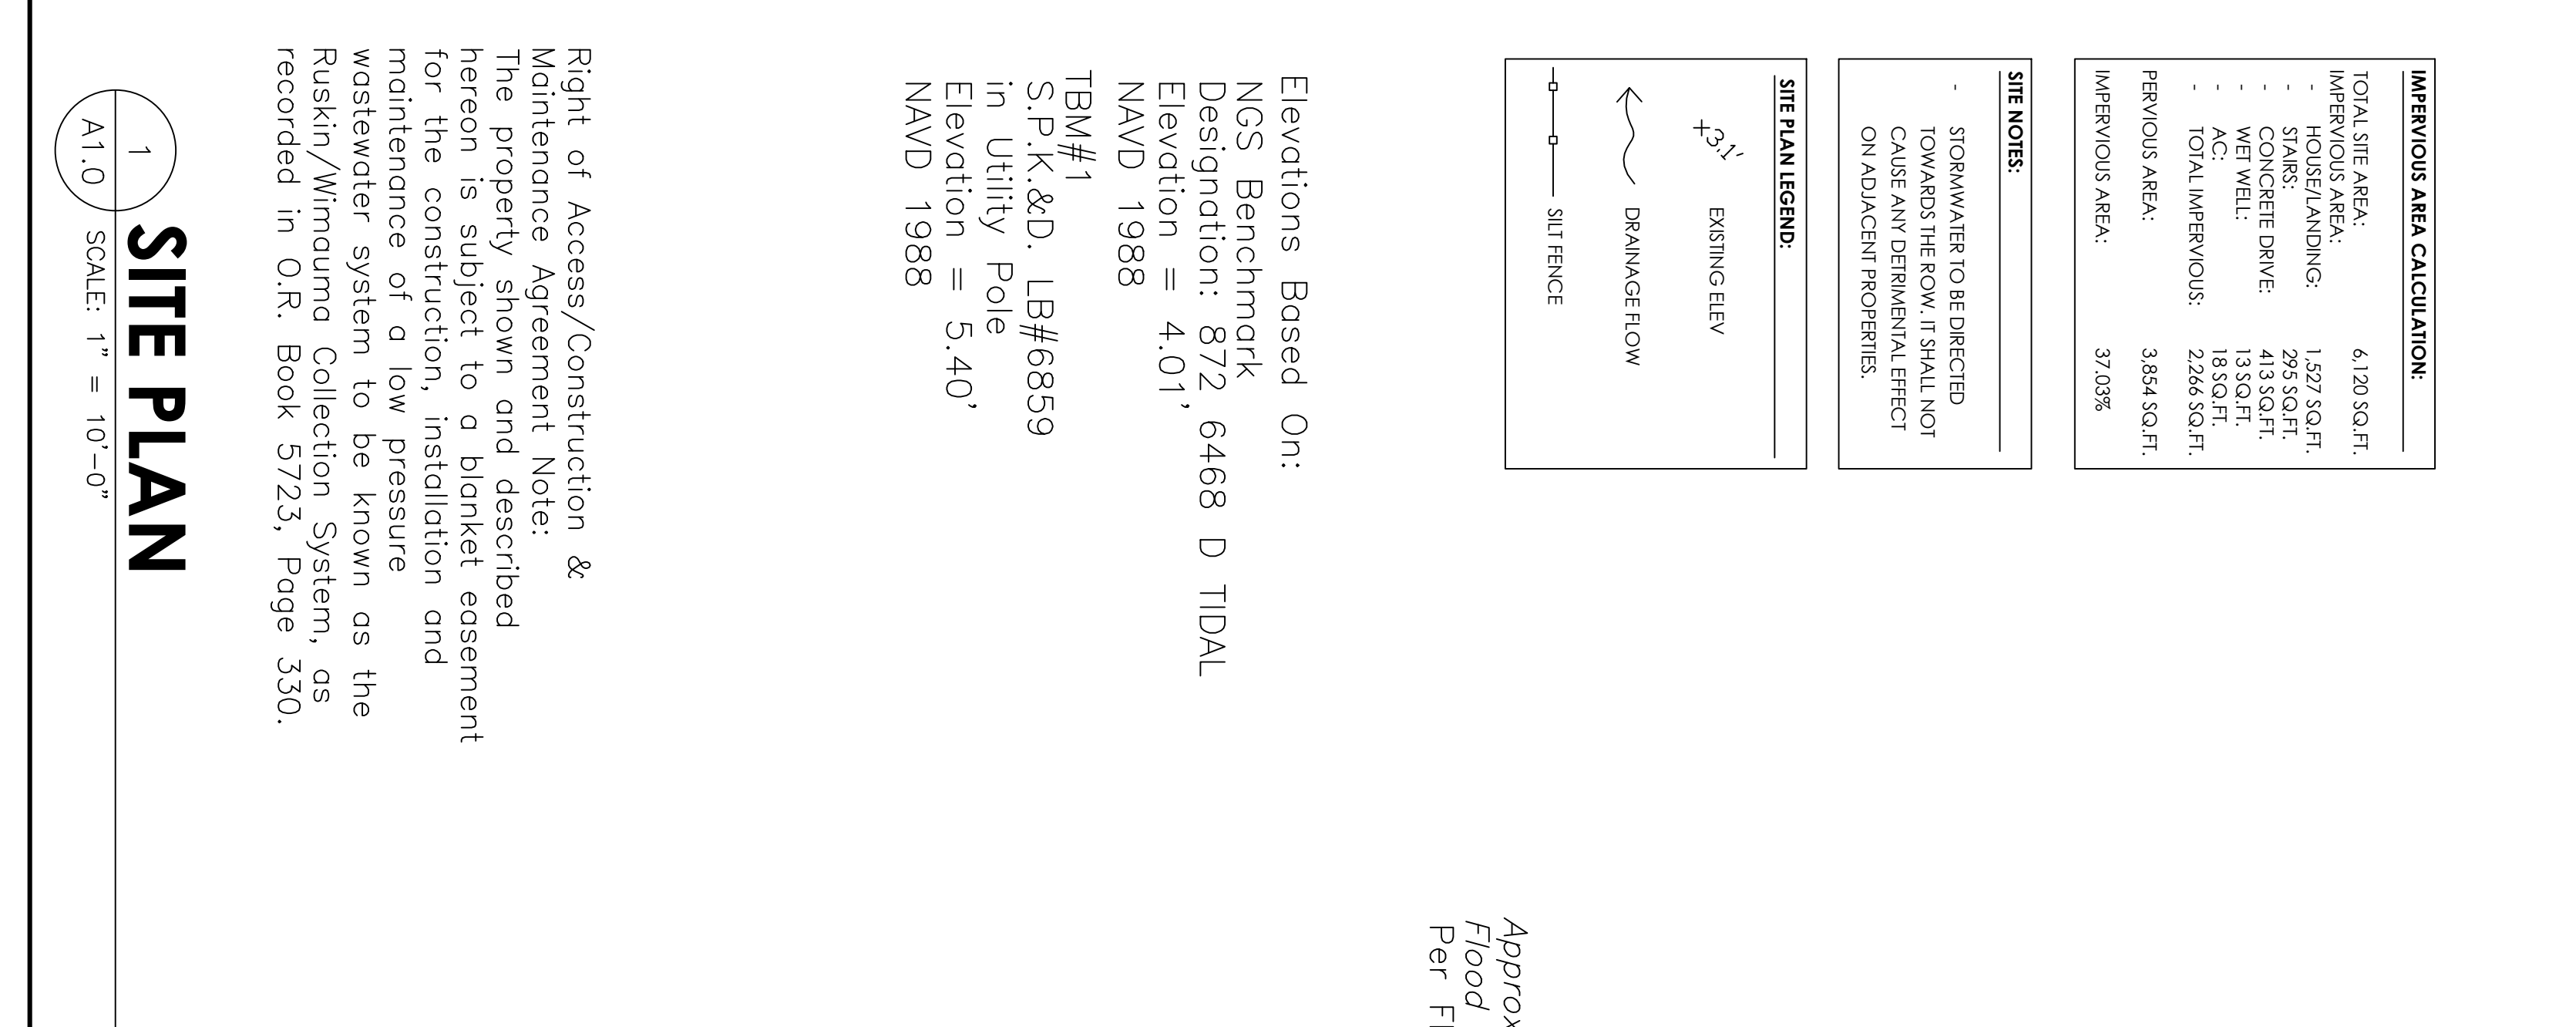 IMPERVIOUS AREA CALCULATION:
TOTAL SITE AREA: 6,120 SQ.FT.
IMPERVIOUS AREA:
- HOUSE/LANDING: 1,527 SQ.FT.
- STAIRS: 295 SQ.FT.
- CONCRETE DRIVE: 413 SQ.FT.
- WET WELL: 13 SQ.FT.
- AC: 18 SQ.FT.
- TOTAL IMPERVIOUS: 2,266 SQ.FT.
PERVIOUS AREA: 3,854 SQ.FT.
IMPERVIOUS AREA: 37.03%
SITE NOTES:
- STORMWATER TO BE DIRECTED
TOWARDS THE ROW. IT SHALL NOT
CAUSE ANY DETRIMENTAL EFFECT
ON ADJACENT PROPERTIES.
SITE PLAN LEGEND:
+3.1' EXISTING ELEV
DRAINAGE FLOW
SILT FENCE
Approx
Flood
Per Fl
Elevations Based On:
NGS Benchmark
Designation: 872 6468 D TIDAL
Elevation = 4.01'
NAVD 1988
TBM#1
S.P.K.&D. LB#6859
in Utility Pole
Elevation = 5.40'
NAVD 1988
Right of Access/Construction &
Maintenance Agreement Note:
The property shown and described
hereon is subject to a blanket easement
for the construction, installation and
maintenance of a low pressure
wastewater system to be known as the
Ruskin/Wimauma Collection System, as
recorded in O.R. Book 5723, Page 330.
1
A1.0
SITE PLAN
SCALE: 1" = 10'-0"